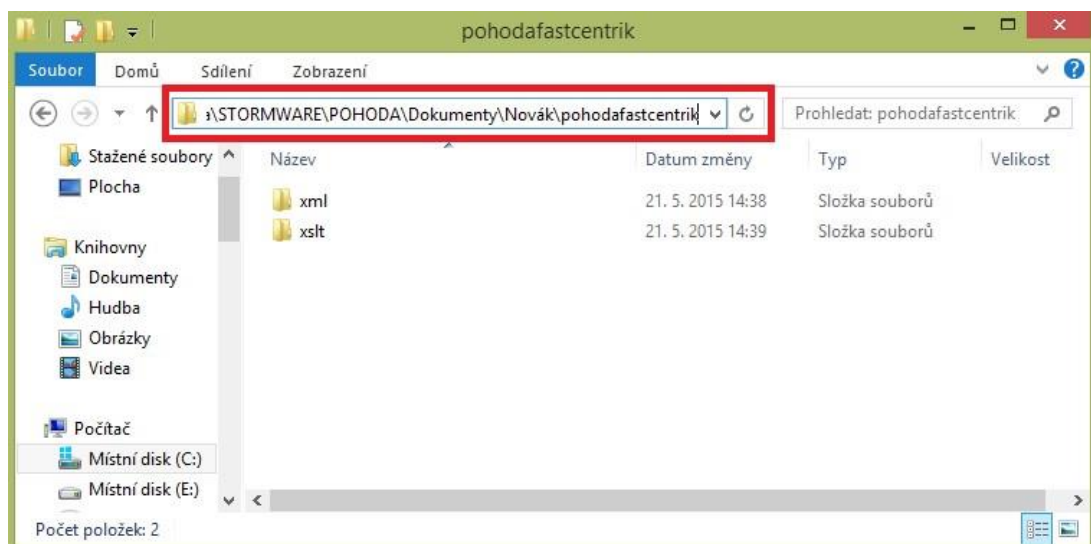 pohodafastcentrik
Soubor Domů Sdílení Zobrazení
\STORMWARE\POHODA\Dokumenty\Novák\pohodafastcentrik
Prohledat: pohodafastcentrik
Stažené soubory
Plocha
Knihovny
Dokumenty
Hudba
Obrázky
Videa
Počítač
Místní disk (C:)
Místní disk (E:)
Název Datum změny Typ Velikost
xml 21. 5. 2015 14:38 Složka souborů
xslt 21. 5. 2015 14:39 Složka souborů
Počet položek: 2